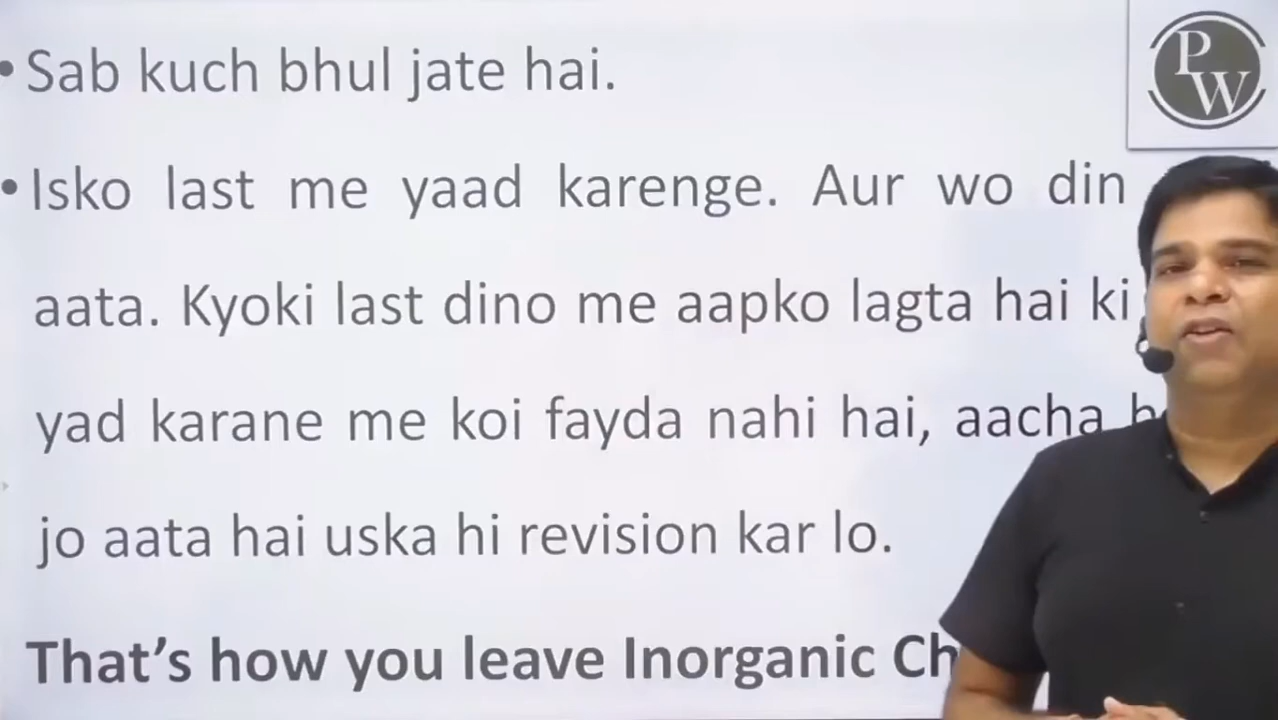 • Sab kuch bhul jate hai.
• Isko last me yaad karenge. Aur wo din
aata. Kyoki last dino me aapko lagta hai ki
yad karane me koi fayda nahi hai, aacha
jo aata hai uska hi revision kar lo.
That's how you leave Inorganic
PW